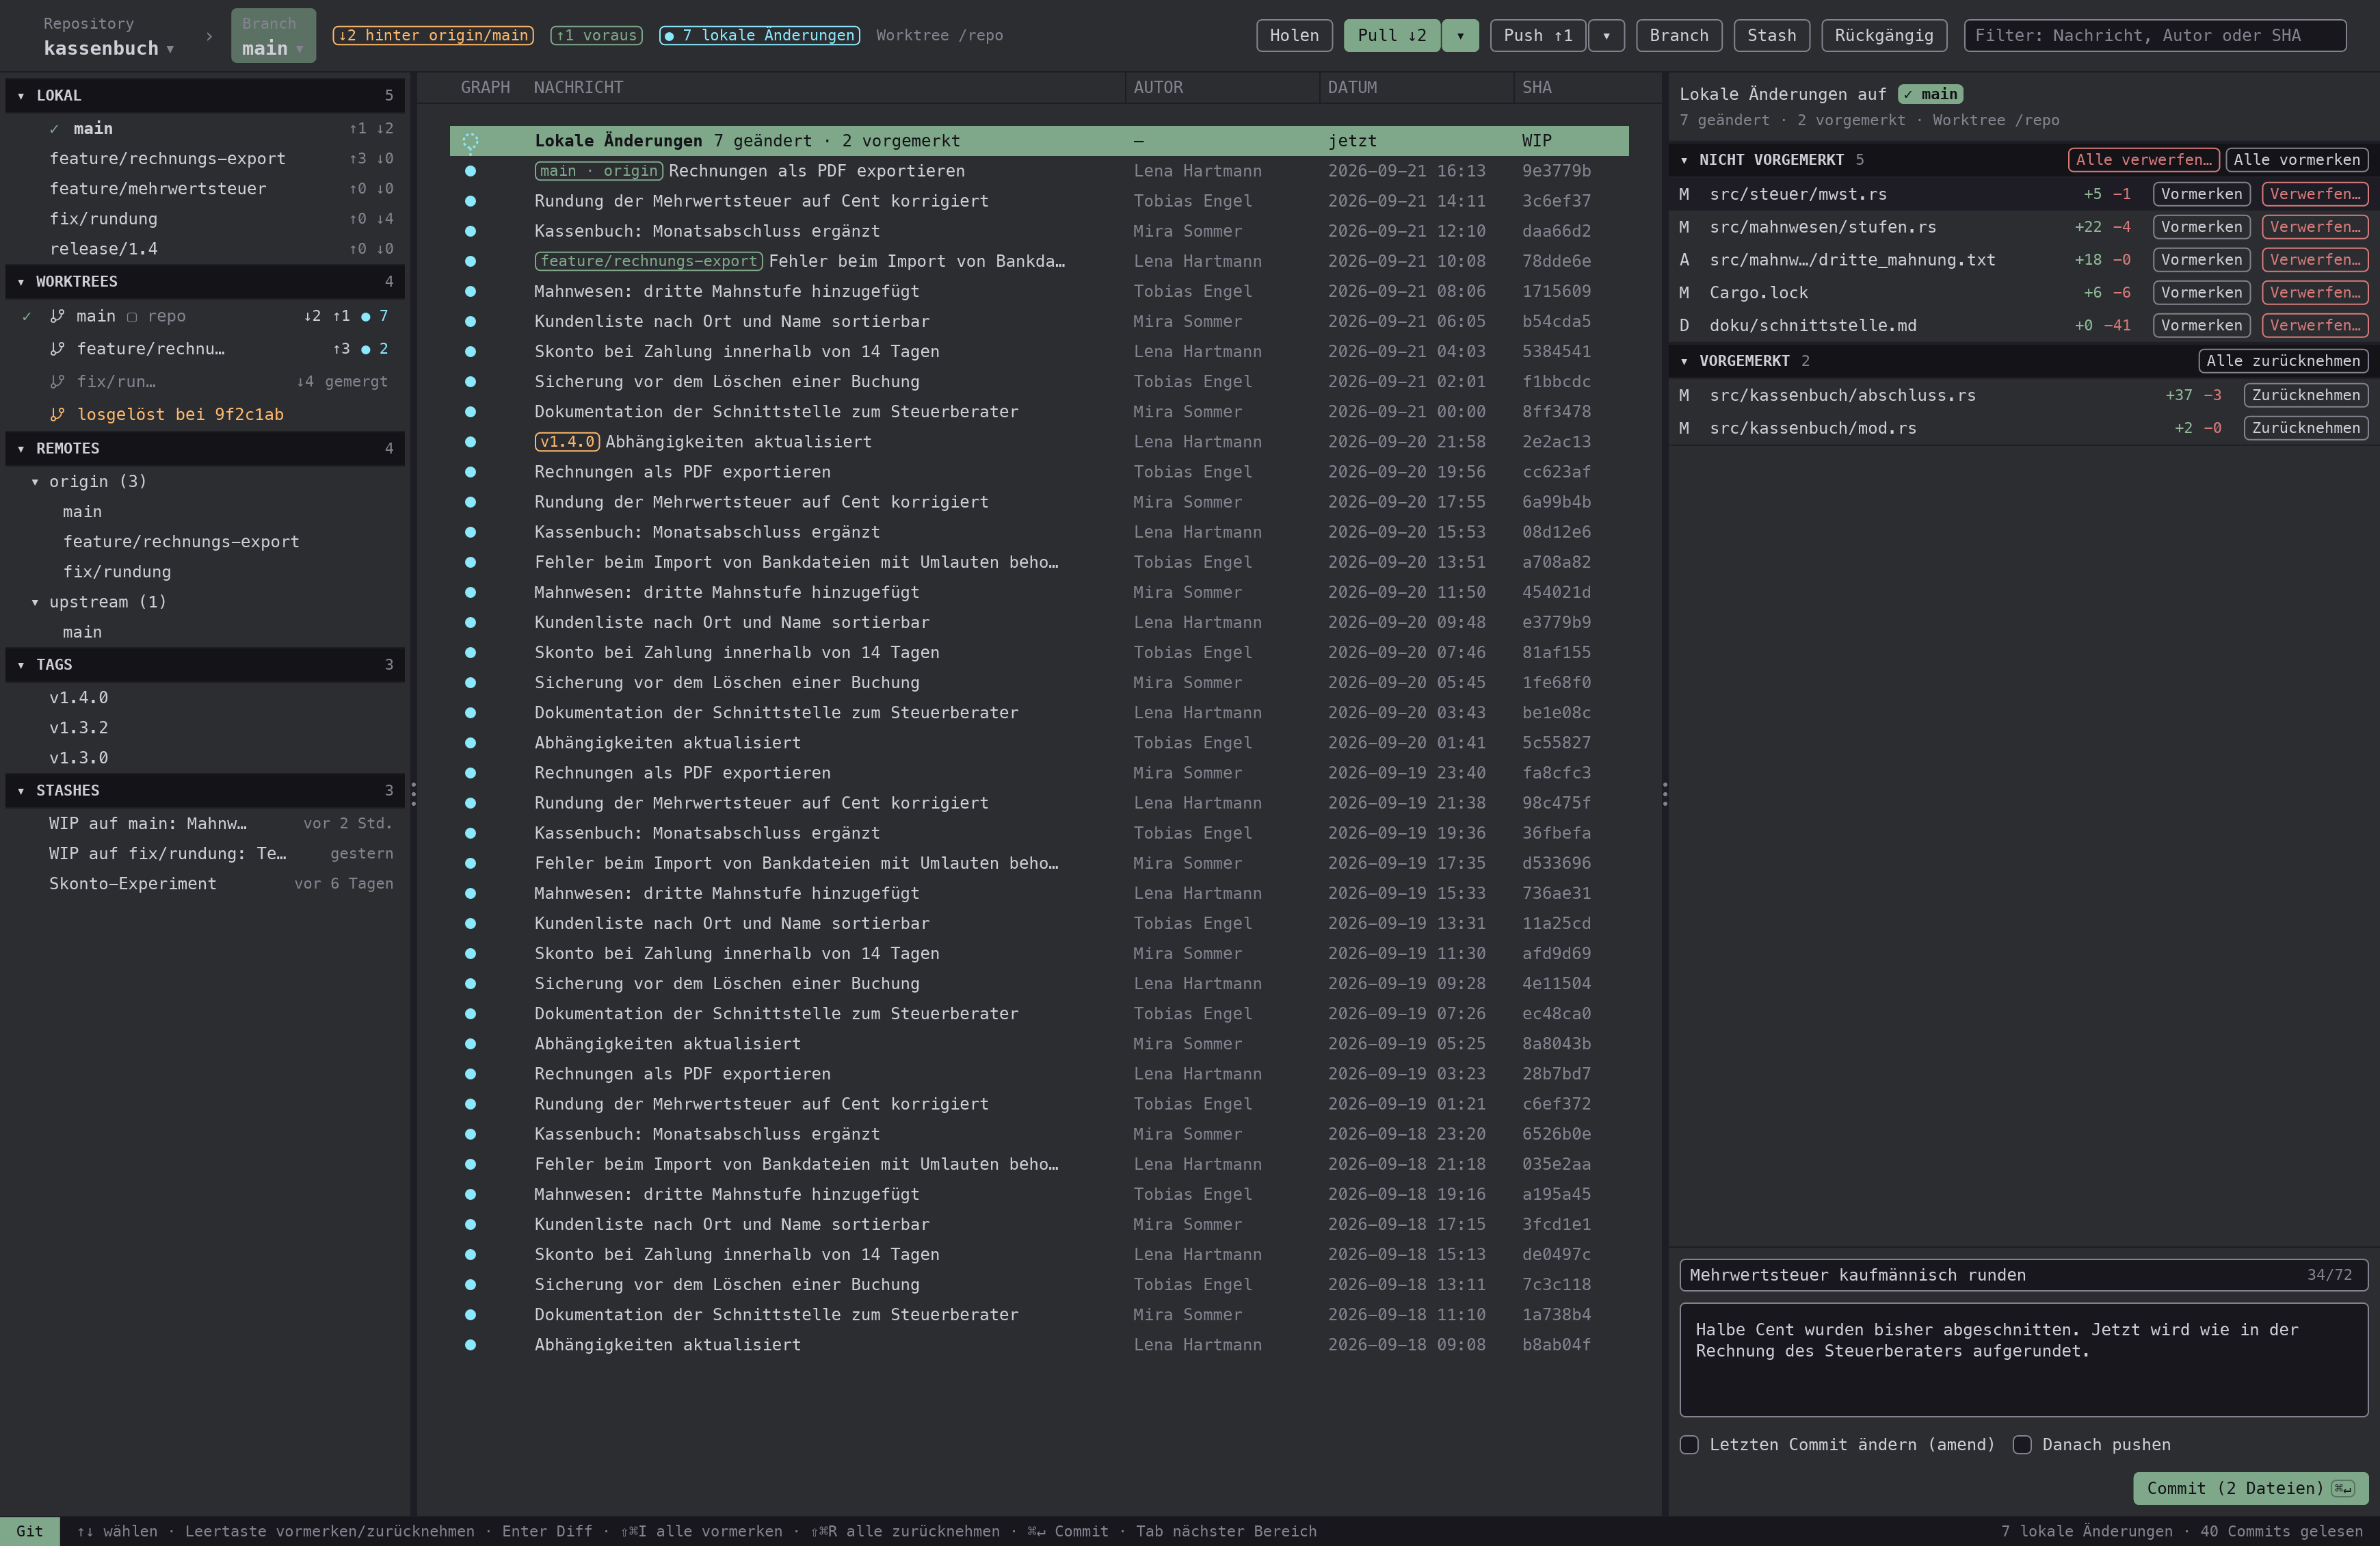 Repository
kassenbuch ▾
›
Branch
main ▾
↓2 hinter origin/main ↑1 voraus ● 7 lokale Änderungen Worktree /repo
Holen Pull ↓2 ▾ Push ↑1 ▾ Branch Stash Rückgängig Filter: Nachricht, Autor oder SHA
▾ LOKAL 5
✓ main ↑1 ↓2
feature/rechnungs-export ↑3 ↓0
feature/mehrwertsteuer ↑0 ↓0
fix/rundung ↑0 ↓4
release/1.4 ↑0 ↓0
▾ WORKTREES 4
✓ main ▢ repo ↓2 ↑1 ● 7
feature/rechnu… ↑3 ● 2
fix/run… ↓4 gemergt
losgelöst bei 9f2c1ab
▾ REMOTES 4
▾ origin (3)
main
feature/rechnungs-export
fix/rundung
▾ upstream (1)
main
▾ TAGS 3
v1.4.0
v1.3.2
v1.3.0
▾ STASHES 3
WIP auf main: Mahnw… vor 2 Std.
WIP auf fix/rundung: Te… gestern
Skonto-Experiment vor 6 Tagen
GRAPH NACHRICHT AUTOR DATUM SHA
Lokale Änderungen 7 geändert · 2 vorgemerkt — jetzt WIP
main · origin Rechnungen als PDF exportieren Lena Hartmann 2026-09-21 16:13 9e3779b
Rundung der Mehrwertsteuer auf Cent korrigiert Tobias Engel 2026-09-21 14:11 3c6ef37
Kassenbuch: Monatsabschluss ergänzt Mira Sommer 2026-09-21 12:10 daa66d2
feature/rechnungs-export Fehler beim Import von Bankda… Lena Hartmann 2026-09-21 10:08 78dde6e
Mahnwesen: dritte Mahnstufe hinzugefügt Tobias Engel 2026-09-21 08:06 1715609
Kundenliste nach Ort und Name sortierbar Mira Sommer 2026-09-21 06:05 b54cda5
Skonto bei Zahlung innerhalb von 14 Tagen Lena Hartmann 2026-09-21 04:03 5384541
Sicherung vor dem Löschen einer Buchung Tobias Engel 2026-09-21 02:01 f1bbcdc
Dokumentation der Schnittstelle zum Steuerberater Mira Sommer 2026-09-21 00:00 8ff3478
v1.4.0 Abhängigkeiten aktualisiert Lena Hartmann 2026-09-20 21:58 2e2ac13
Rechnungen als PDF exportieren Tobias Engel 2026-09-20 19:56 cc623af
Rundung der Mehrwertsteuer auf Cent korrigiert Mira Sommer 2026-09-20 17:55 6a99b4b
Kassenbuch: Monatsabschluss ergänzt Lena Hartmann 2026-09-20 15:53 08d12e6
Fehler beim Import von Bankdateien mit Umlauten beho… Tobias Engel 2026-09-20 13:51 a708a82
Mahnwesen: dritte Mahnstufe hinzugefügt Mira Sommer 2026-09-20 11:50 454021d
Kundenliste nach Ort und Name sortierbar Lena Hartmann 2026-09-20 09:48 e3779b9
Skonto bei Zahlung innerhalb von 14 Tagen Tobias Engel 2026-09-20 07:46 81af155
Sicherung vor dem Löschen einer Buchung Mira Sommer 2026-09-20 05:45 1fe68f0
Dokumentation der Schnittstelle zum Steuerberater Lena Hartmann 2026-09-20 03:43 be1e08c
Abhängigkeiten aktualisiert Tobias Engel 2026-09-20 01:41 5c55827
Rechnungen als PDF exportieren Mira Sommer 2026-09-19 23:40 fa8cfc3
Rundung der Mehrwertsteuer auf Cent korrigiert Lena Hartmann 2026-09-19 21:38 98c475f
Kassenbuch: Monatsabschluss ergänzt Tobias Engel 2026-09-19 19:36 36fbefa
Fehler beim Import von Bankdateien mit Umlauten beho… Mira Sommer 2026-09-19 17:35 d533696
Mahnwesen: dritte Mahnstufe hinzugefügt Lena Hartmann 2026-09-19 15:33 736ae31
Kundenliste nach Ort und Name sortierbar Tobias Engel 2026-09-19 13:31 11a25cd
Skonto bei Zahlung innerhalb von 14 Tagen Mira Sommer 2026-09-19 11:30 afd9d69
Sicherung vor dem Löschen einer Buchung Lena Hartmann 2026-09-19 09:28 4e11504
Dokumentation der Schnittstelle zum Steuerberater Tobias Engel 2026-09-19 07:26 ec48ca0
Abhängigkeiten aktualisiert Mira Sommer 2026-09-19 05:25 8a8043b
Rechnungen als PDF exportieren Lena Hartmann 2026-09-19 03:23 28b7bd7
Rundung der Mehrwertsteuer auf Cent korrigiert Tobias Engel 2026-09-19 01:21 c6ef372
Kassenbuch: Monatsabschluss ergänzt Mira Sommer 2026-09-18 23:20 6526b0e
Fehler beim Import von Bankdateien mit Umlauten beho… Lena Hartmann 2026-09-18 21:18 035e2aa
Mahnwesen: dritte Mahnstufe hinzugefügt Tobias Engel 2026-09-18 19:16 a195a45
Kundenliste nach Ort und Name sortierbar Mira Sommer 2026-09-18 17:15 3fcd1e1
Skonto bei Zahlung innerhalb von 14 Tagen Lena Hartmann 2026-09-18 15:13 de0497c
Sicherung vor dem Löschen einer Buchung Tobias Engel 2026-09-18 13:11 7c3c118
Dokumentation der Schnittstelle zum Steuerberater Mira Sommer 2026-09-18 11:10 1a738b4
Abhängigkeiten aktualisiert Lena Hartmann 2026-09-18 09:08 b8ab04f
Lokale Änderungen auf ✓ main
7 geändert · 2 vorgemerkt · Worktree /repo
▾ NICHT VORGEMERKT 5 Alle verwerfen… Alle vormerken
M src/steuer/mwst.rs +5 −1 Vormerken Verwerfen…
M src/mahnwesen/stufen.rs +22 −4 Vormerken Verwerfen…
A src/mahnw…/dritte_mahnung.txt +18 −0 Vormerken Verwerfen…
M Cargo.lock +6 −6 Vormerken Verwerfen…
D doku/schnittstelle.md +0 −41 Vormerken Verwerfen…
▾ VORGEMERKT 2 Alle zurücknehmen
M src/kassenbuch/abschluss.rs +37 −3 Zurücknehmen
M src/kassenbuch/mod.rs +2 −0 Zurücknehmen
Mehrwertsteuer kaufmännisch runden 34/72
Halbe Cent wurden bisher abgeschnitten. Jetzt wird wie in der
Rechnung des Steuerberaters aufgerundet.
Letzten Commit ändern (amend) Danach pushen
Commit (2 Dateien) ⌘↵
Git ↑↓ wählen · Leertaste vormerken/zurücknehmen · Enter Diff · ⇧⌘I alle vormerken · ⇧⌘R alle zurücknehmen · ⌘↵ Commit · Tab nächster Bereich 7 lokale Änderungen · 40 Commits gelesen